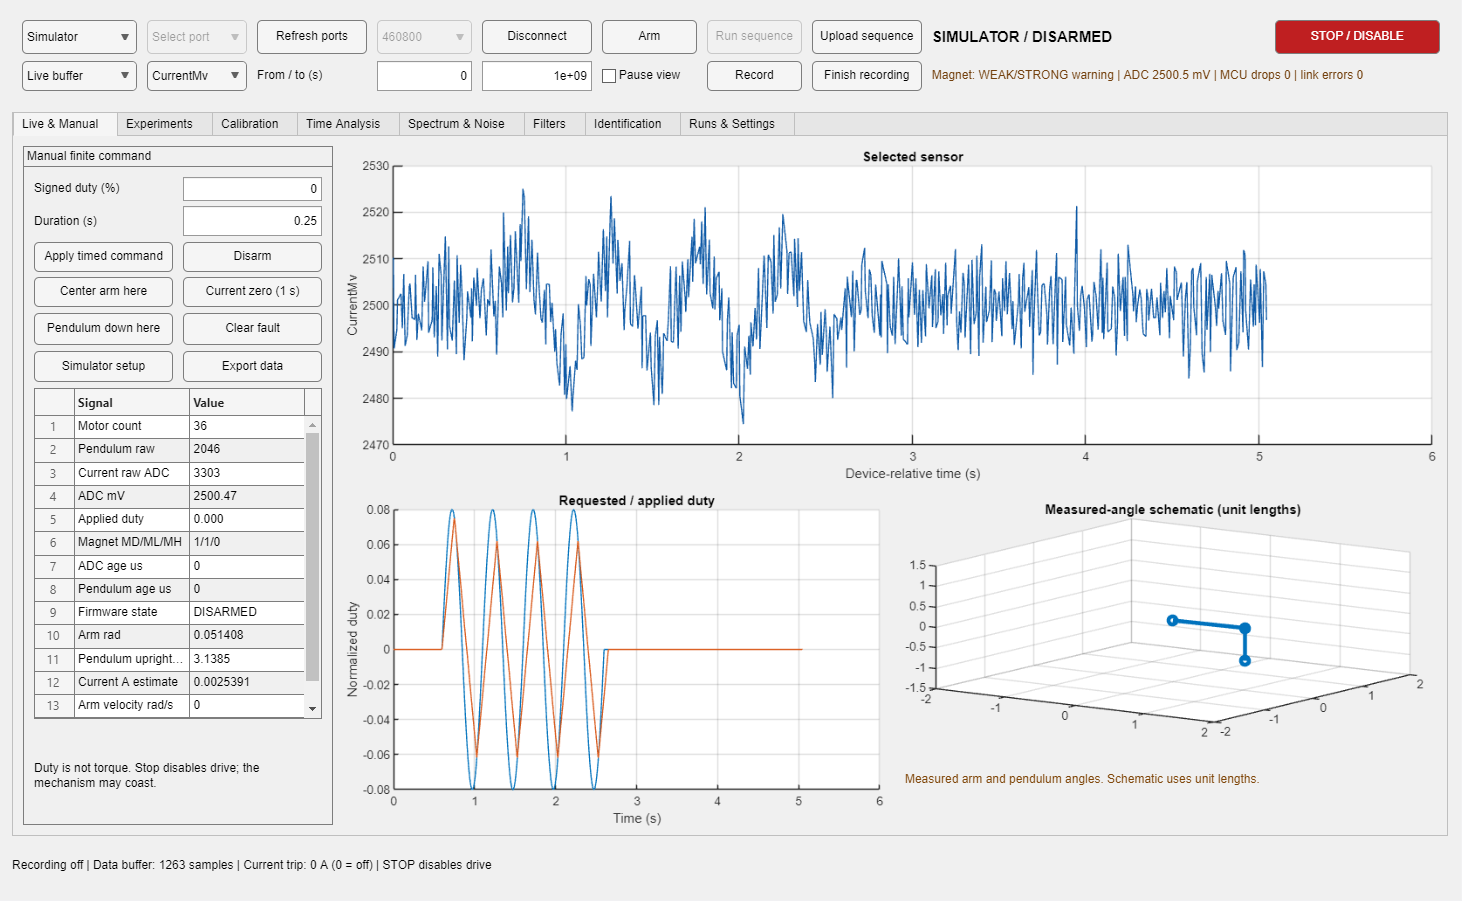 Simulator Select port Refresh ports 460800 Disconnect Arm Run sequence Upload sequence SIMULATOR / DISARMED STOP / DISABLE
Live buffer CurrentMv From / to (s) 0 1e+09 Pause view Record Finish recording Magnet: WEAK/STRONG warning | ADC 2500.5 mV | MCU drops 0 | link errors 0
Live & Manual Experiments Calibration Time Analysis Spectrum & Noise Filters Identification Runs & Settings
Manual finite command
Signed duty (%) 0
Duration (s) 0.25
Apply timed command Disarm
Center arm here Current zero (1 s)
Pendulum down here Clear fault
Simulator setup Export data
Signal Value
1 Motor count 36
2 Pendulum raw 2046
3 Current raw ADC 3303
4 ADC mV 2500.47
5 Applied duty 0.000
6 Magnet MD/ML/MH 1/1/0
7 ADC age us 0
8 Pendulum age us 0
9 Firmware state DISARMED
10 Arm rad 0.051408
11 Pendulum upright... 3.1385
12 Current A estimate 0.0025391
13 Arm velocity rad/s 0
Duty is not torque. Stop disables drive; the
mechanism may coast.
Selected sensor
2530
2520
2510
2500
2490
2480
2470
CurrentMv
0 1 2 3 4 5 6
Device-relative time (s)
Requested / applied duty
0.08
0.06
0.04
0.02
0
-0.02
-0.04
-0.06
-0.08
Normalized duty
0 1 2 3 4 5 6
Time (s)
Measured-angle schematic (unit lengths)
1.5
1
0.5
0
-0.5
-1
-1.5
-2 -1 0 1 2
-2 -1 0 1 2
Measured arm and pendulum angles. Schematic uses unit lengths.
Recording off | Data buffer: 1263 samples | Current trip: 0 A (0 = off) | STOP disables drive